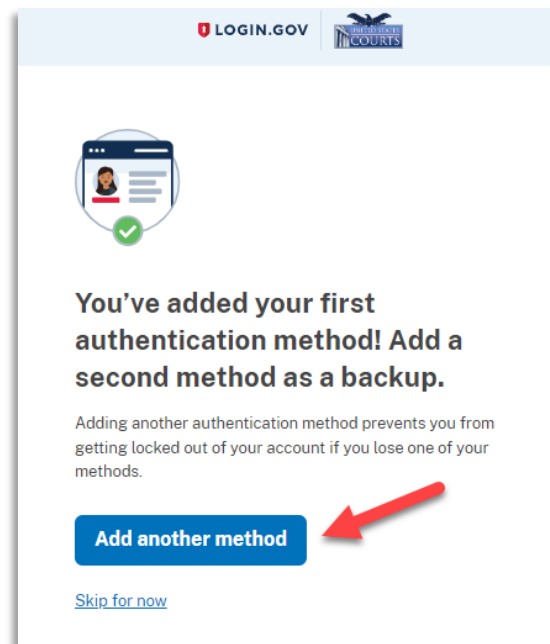 LOGIN.GOV
UNITED STATES
COURTS
You’ve added your first
authentication method! Add a
second method as a backup.
Adding another authentication method prevents you from
getting locked out of your account if you lose one of your
methods.
Add another method
Skip for now